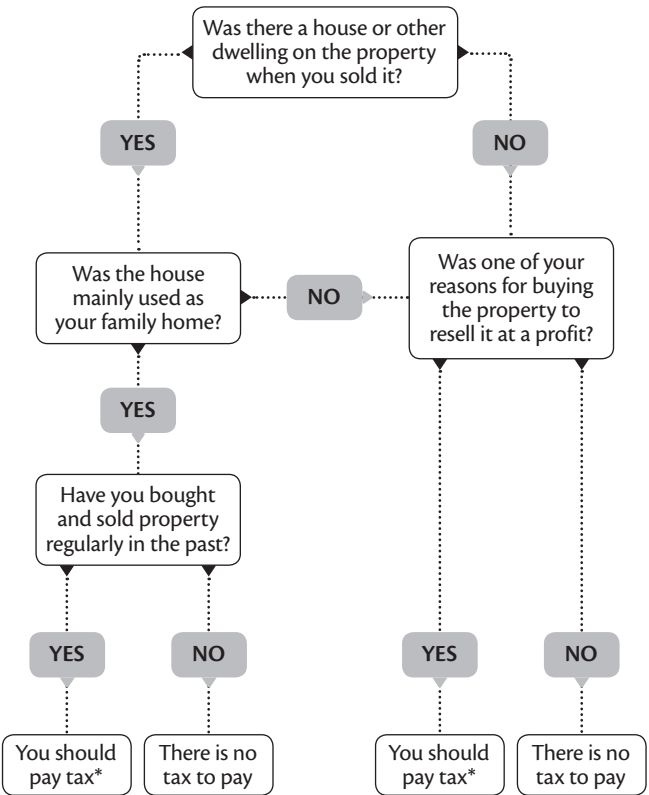 Was there a house or other
dwelling on the property
when you sold it?
YES
NO
Was the house
mainly used as
your family home?
NO
Was one of your
reasons for buying
the property to
resell it at a profit?
YES
Have you bought
and sold property
regularly in the past?
YES
NO
YES
NO
You should
pay tax*
There is no
tax to pay
You should
pay tax*
There is no
tax to pay